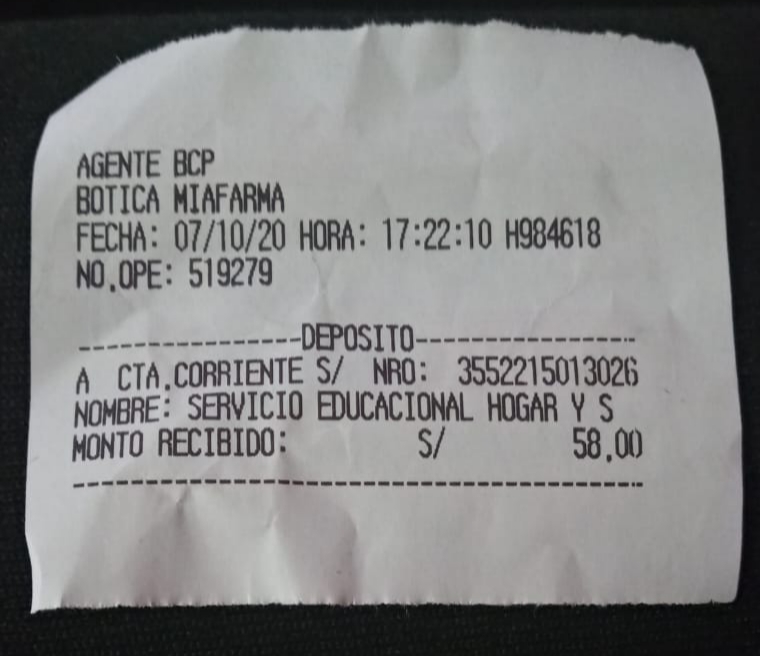 AGENTE BCP
BOTICA MIAFARMA
FECHA: 07/10/20 HORA: 17:22:10 H984618
NO.OPE: 519279
----------------DEPOSITO----------------
A CTA.CORRIENTE S/ NRO: 3552215013026
NOMBRE: SERVICIO EDUCACIONAL HOGAR Y S
MONTO RECIBIDO: S/ 58.00
----------------------------------------